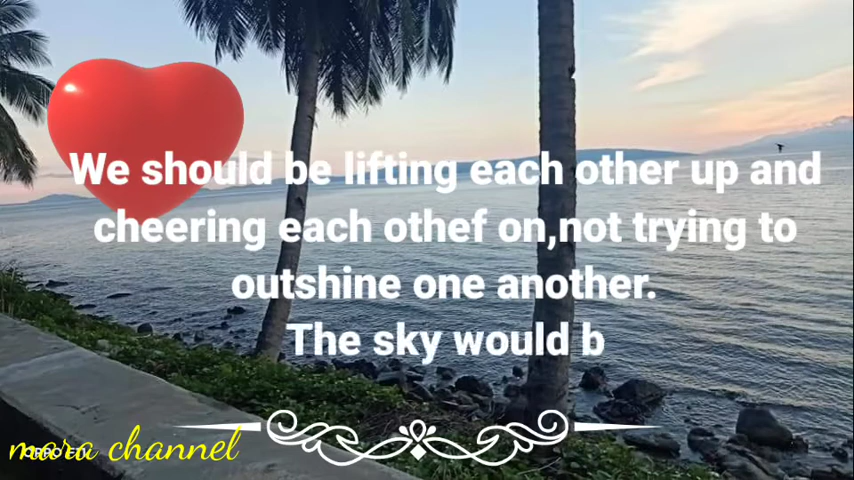 We should be lifting each other up and
cheering each othef on,not trying to
outshine one another.
The sky would b
mara channel